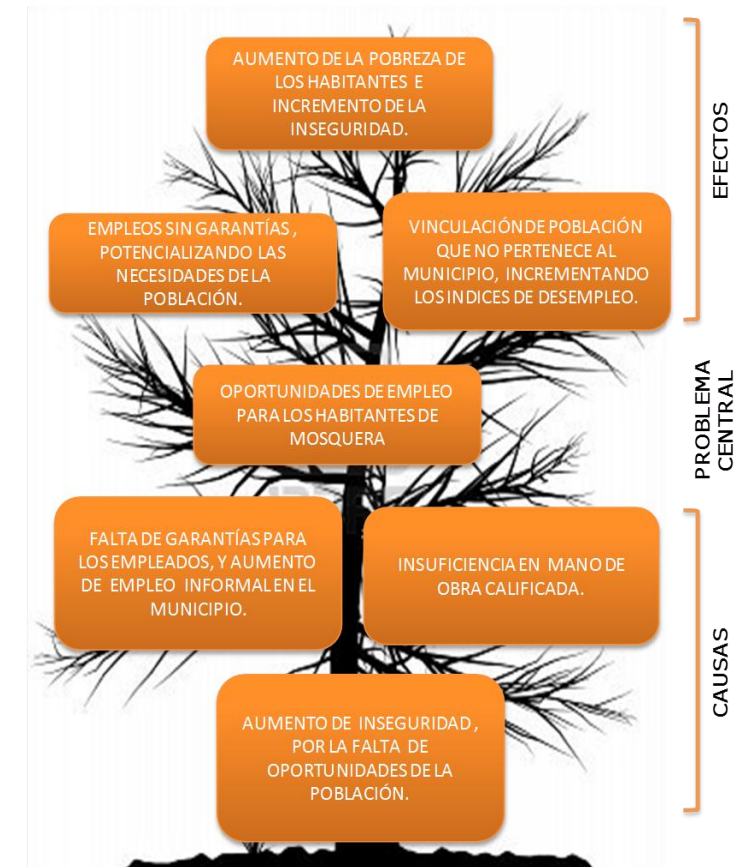 AUMENTO DE LA POBREZA DE
LOS HABITANTES E
INCREMENTO DE LA
INSEGURIDAD.
EFECTOS
EMPLEOS SIN GARANTÍAS,
POTENCIALIZANDO LAS
NECESIDADES DE LA
POBLACIÓN.
VINCULACIÓN DE POBLACIÓN
QUE NO PERTENECE AL
MUNICIPIO, INCREMENTANDO
LOS INDICES DE DESEMPLEO.
OPORTUNIDADES DE EMPLEO
PARA LOS HABITANTES DE
MOSQUERA
PROBLEMA
CENTRAL
FALTA DE GARANTÍAS PARA
LOS EMPLEADOS, Y AUMENTO
DE EMPLEO INFORMAL EN EL
MUNICIPIO.
INSUFICIENCIA EN MANO DE
OBRA CALIFICADA.
CAUSAS
AUMENTO DE INSEGURIDAD,
POR LA FALTA DE
OPORTUNIDADES DE LA
POBLACIÓN.